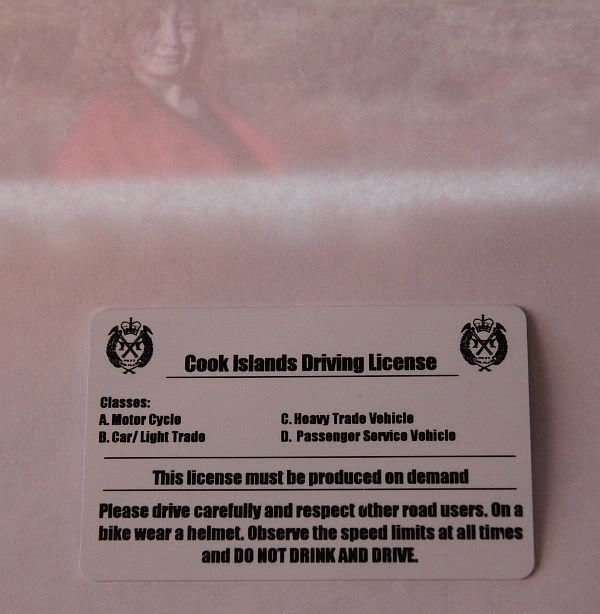 Cook Islands Driving License
Classes:
A. Motor Cycle
C. Heavy Trade Vehicle
B. Car/ Light Trade
D. Passenger Service Vehicle
This license must be produced on demand
Please drive carefully and respect other road users. On a
bike wear a helmet. Observe the speed limits at all times
and DO NOT DRINK AND DRIVE.